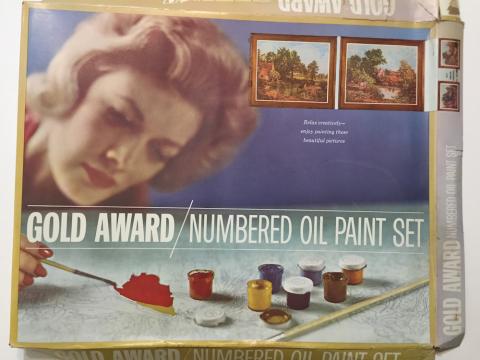 GOLD AWARD
Relax creatively—
enjoy painting these
beautiful pictures
GOLD AWARD / NUMBERED OIL PAINT SET
GOLD AWARD NUMBERED OIL PAINT SET